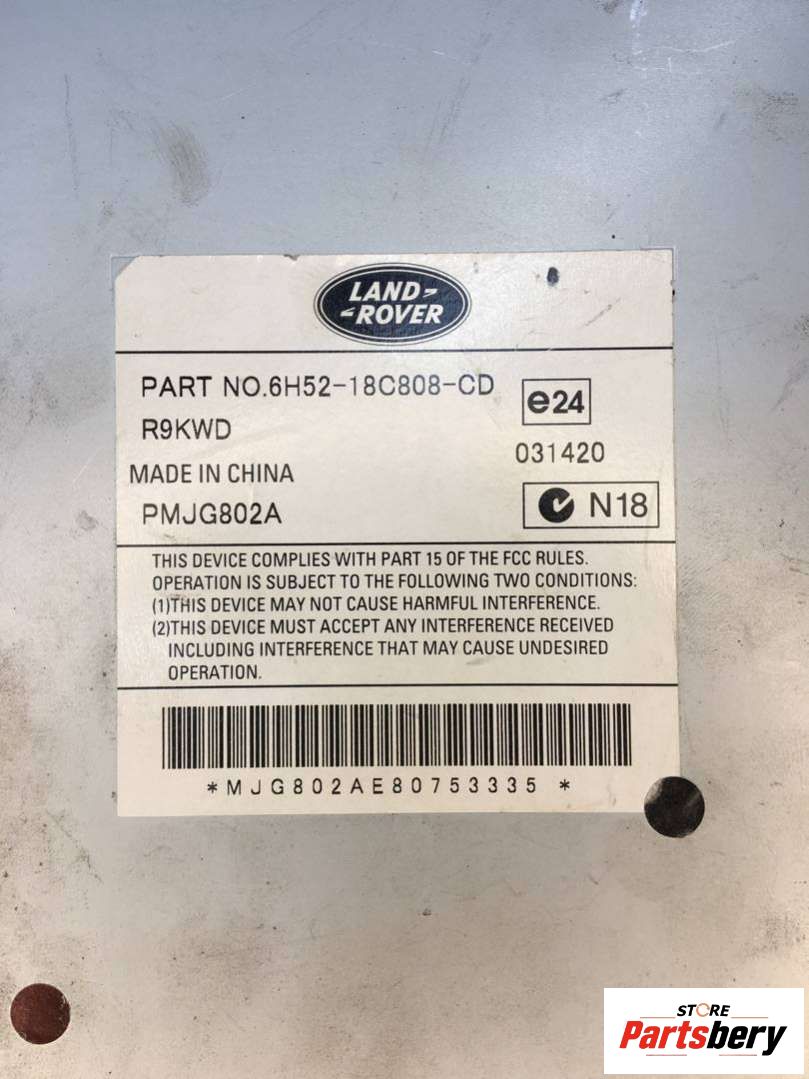 LAND-
-ROVER
PART NO.6H52-18C808-CD
e24
R9KWD
031420
MADE IN CHINA
PMJG802A
N18
THIS DEVICE COMPLIES WITH PART 15 OF THE FCC RULES.
OPERATION IS SUBJECT TO THE FOLLOWING TWO CONDITIONS:
(1)THIS DEVICE MAY NOT CAUSE HARMFUL INTERFERENCE.
(2)THIS DEVICE MUST ACCEPT ANY INTERFERENCE RECEIVED
INCLUDING INTERFERENCE THAT MAY CAUSE UNDESIRED
OPERATION.
*MJG802AE80753335*
STORE
Partsbery